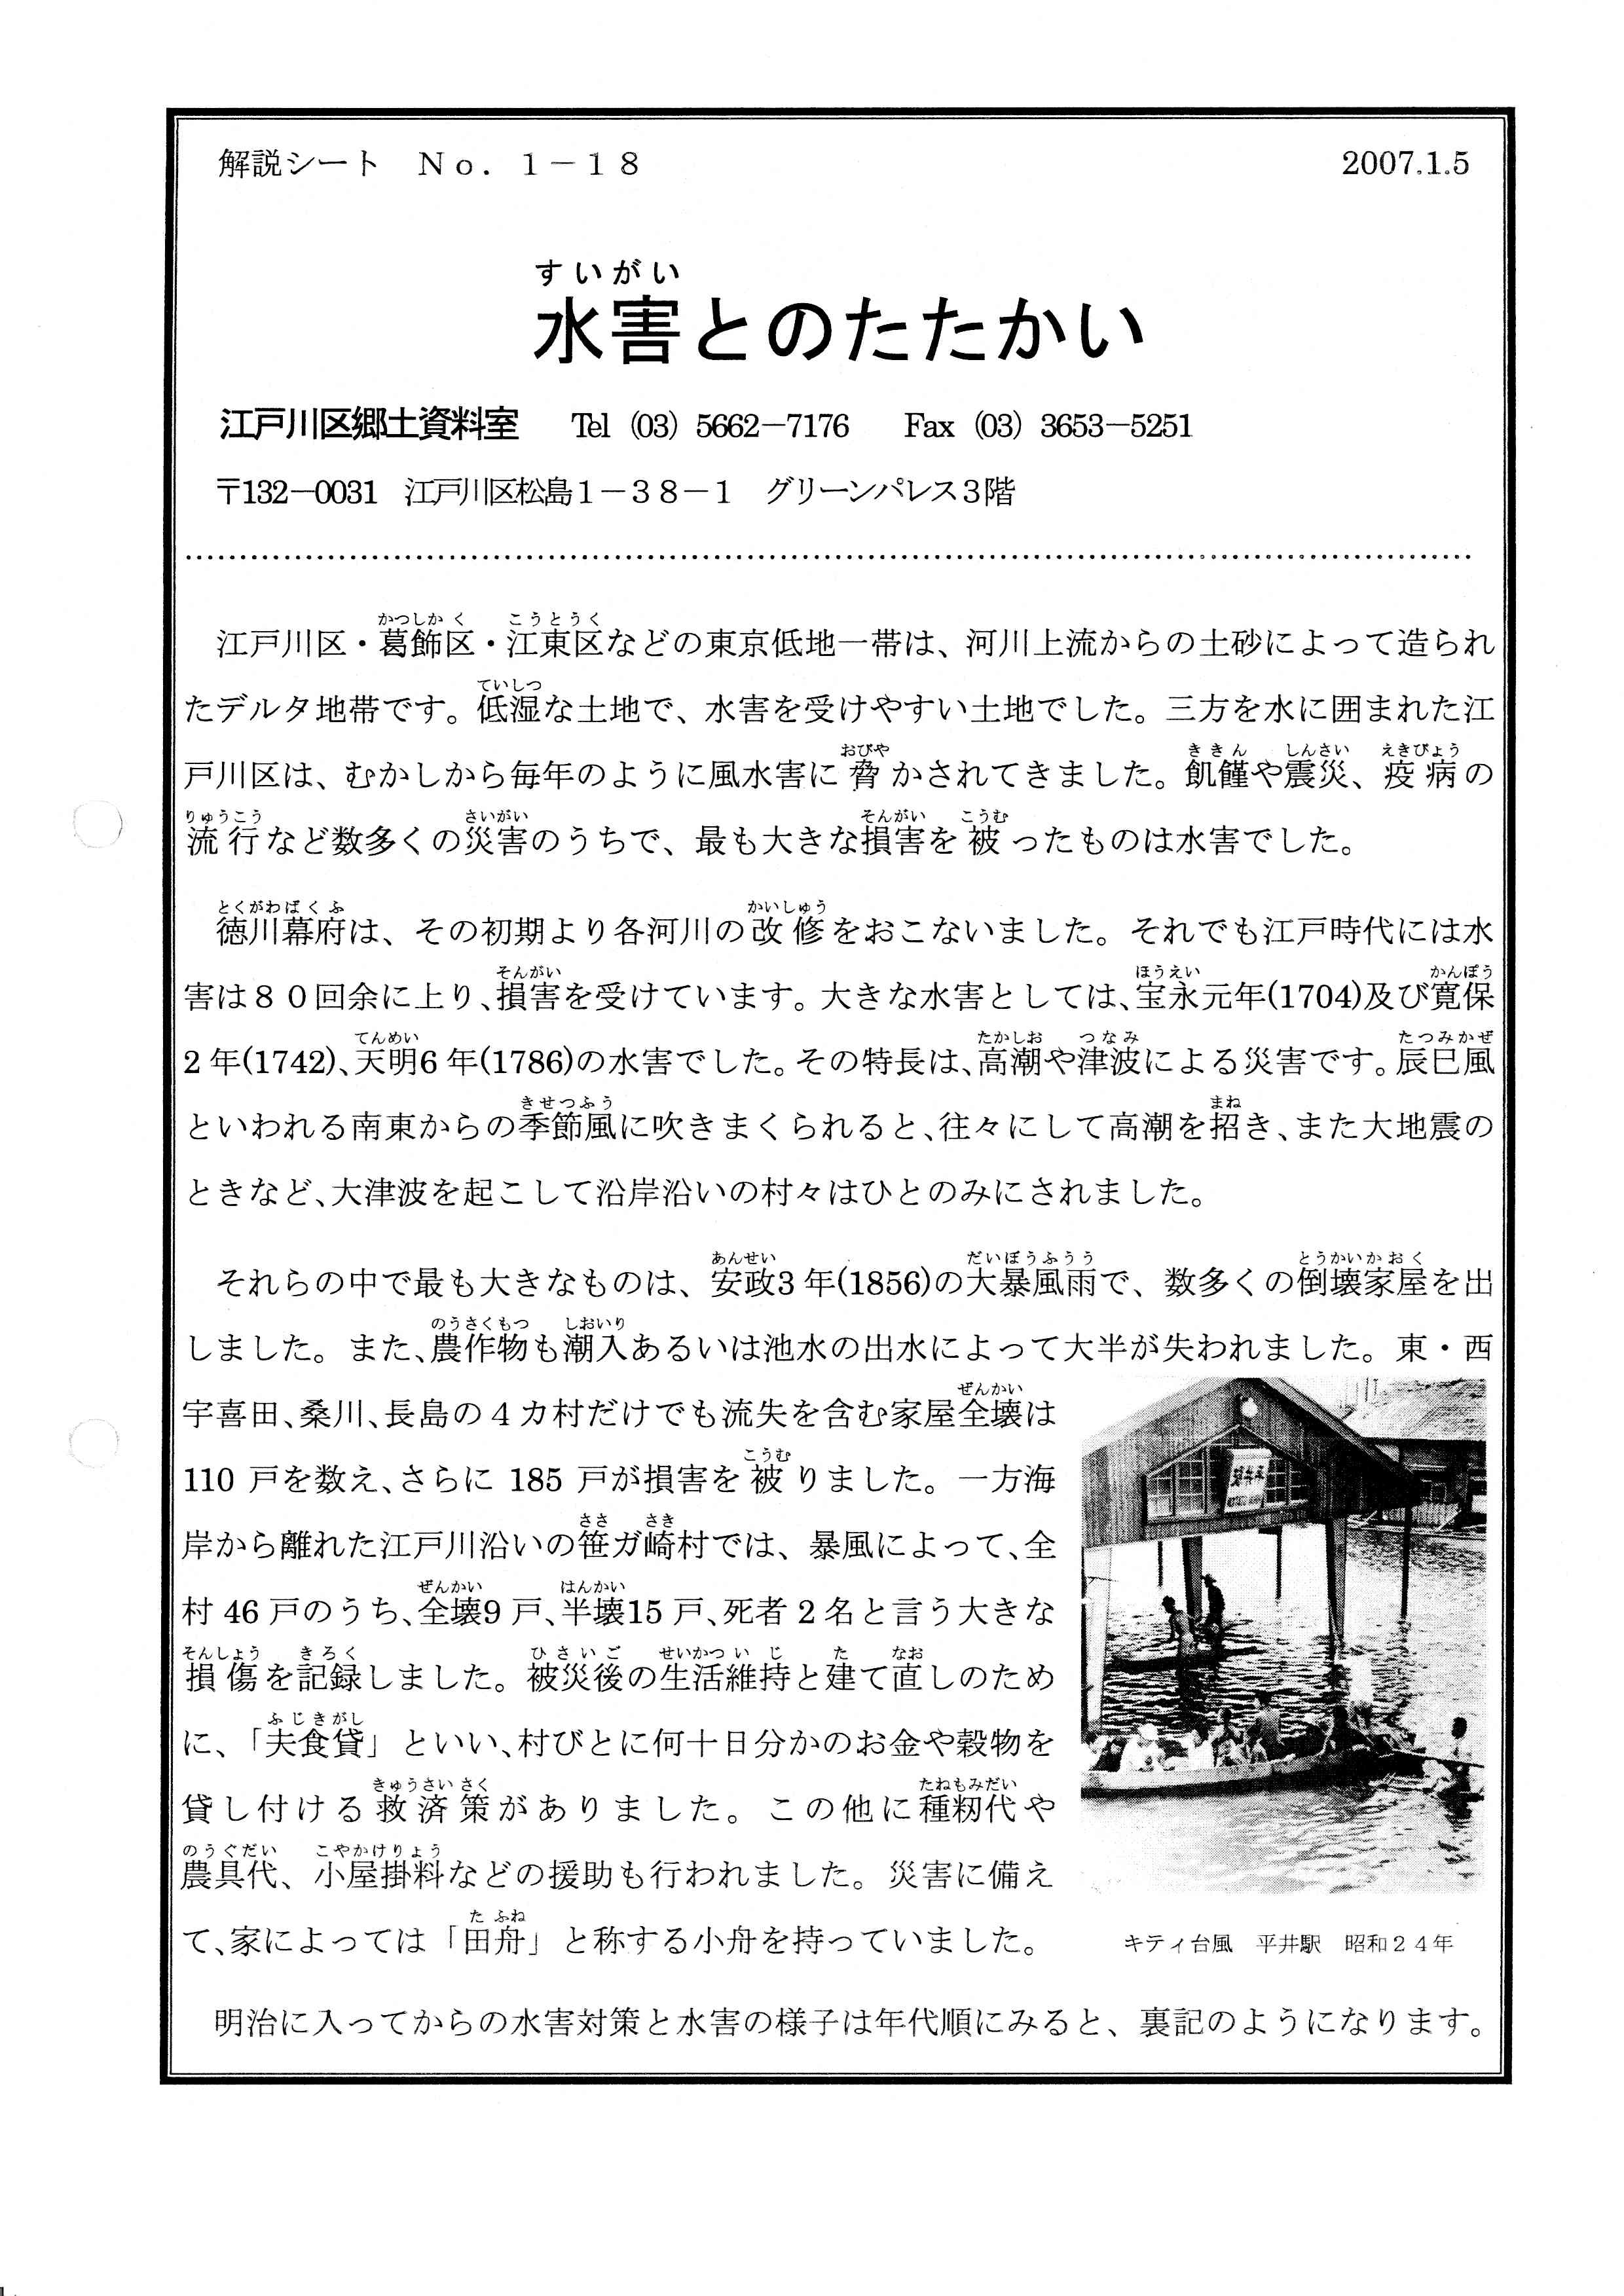 解説シート　Ｎｏ．１－１８　2007.1.5
すいがい
水害とのたたかい
江戸川区郷土資料室　Tel（03）5662－7176　Fax（03）3653－5251
〒132－0031　江戸川区松島１－３８－１　グリーンパレス３階
かつしかく　こうとうく
江戸川区・葛飾区・江東区などの東京低地一帯は、河川上流からの土砂によって造られ
ていしつ
たデルタ地帯です。低湿な土地で、水害を受けやすい土地でした。三方を水に囲まれた江
おびや　ききん　しんさい　えきびょう
戸川区は、むかしから毎年のように風水害に脅かされてきました。飢饉や震災、疫病の
りゅうこう　さいがい　そんがい　こうむ
流行など数多くの災害のうちで、最も大きな損害を被ったものは水害でした。
とくがわばくふ　かいしゅう
徳川幕府は、その初期より各河川の改修をおこないました。それでも江戸時代には水
そんがい　ほうえい　かんぽう
害は８０回余に上り、損害を受けています。大きな水害としては、宝永元年(1704)及び寛保
てんめい　たかしお　つなみ　たつみかぜ
2年(1742)、天明6年(1786)の水害でした。その特長は、高潮や津波による災害です。辰巳風
きせつふう　まね
といわれる南東からの季節風に吹きまくられると、往々にして高潮を招き、また大地震の
ときなど、大津波を起こして沿岸沿いの村々はひとのみにされました。
あんせい　だいぼうふうう　とうかいかおく
それらの中で最も大きなものは、安政3年(1856)の大暴風雨で、数多くの倒壊家屋を出
のうさくもつ　しおいり
しました。また、農作物も潮入あるいは池水の出水によって大半が失われました。東・西
ぜんかい
宇喜田、桑川、長島の４カ村だけでも流失を含む家屋全壊は
こうむ
110 戸を数え、さらに 185 戸が損害を被りました。一方海
ささ　さき
岸から離れた江戸川沿いの笹ガ崎村では、暴風によって、全
ぜんかい　はんかい
村 46 戸のうち、全壊9戸、半壊15戸、死者 2 名と言う大きな
そんしょう　きろく　ひさいご　せいかついじ　た　なお
損傷を記録しました。被災後の生活維持と建て直しのため
ふじきがし
に、「夫食貸」といい、村びとに何十日分かのお金や穀物を
きゅうさいさく　たねもみだい
貸し付ける救済策がありました。この他に種籾代や
のうぐだい　こやかけりょう
農具代、小屋掛料などの援助も行われました。災害に備え
たふね
て、家によっては「田舟」と称する小舟を持っていました。
キティ台風　平井駅　昭和２４年
明治に入ってからの水害対策と水害の様子は年代順にみると、裏記のようになります。